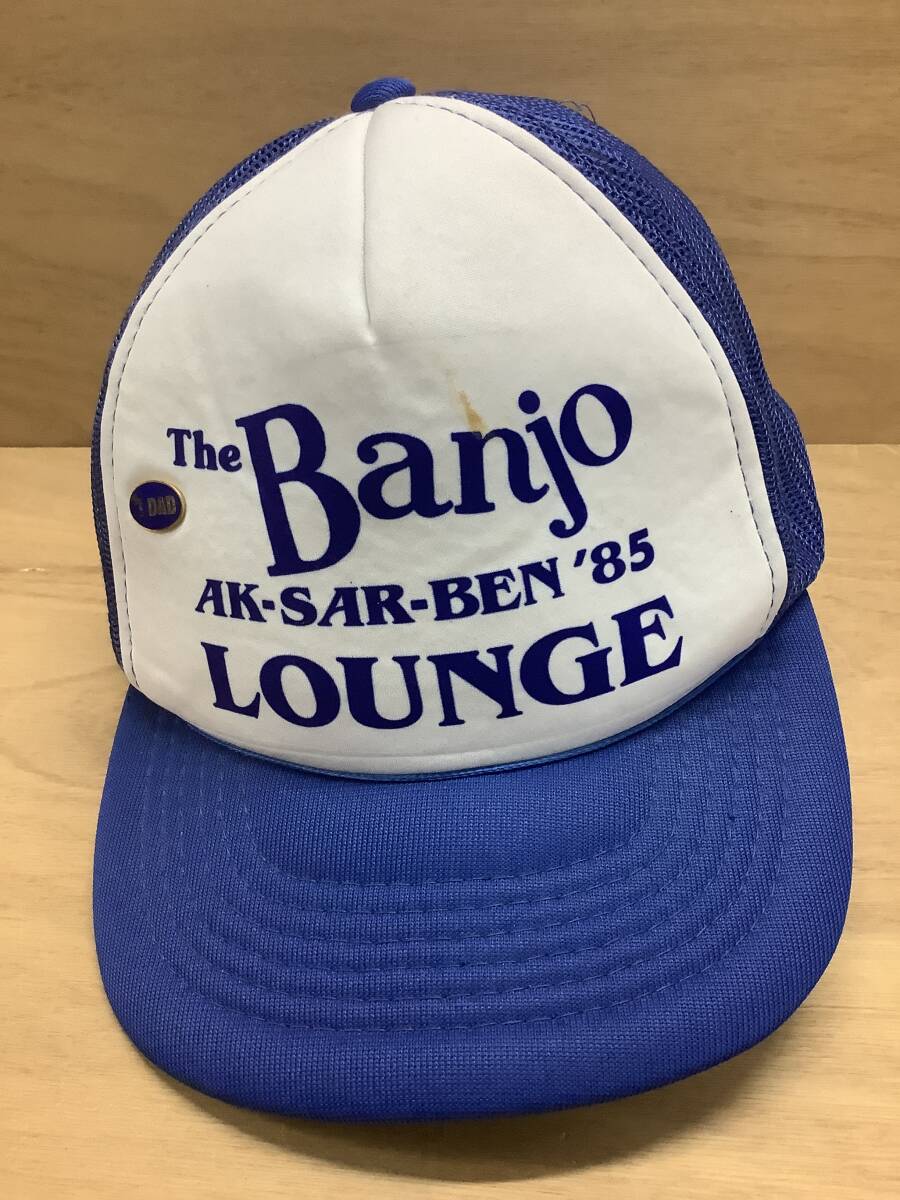 The Banjo
DAD
AK-SAR-BEN '85
LOUNGE